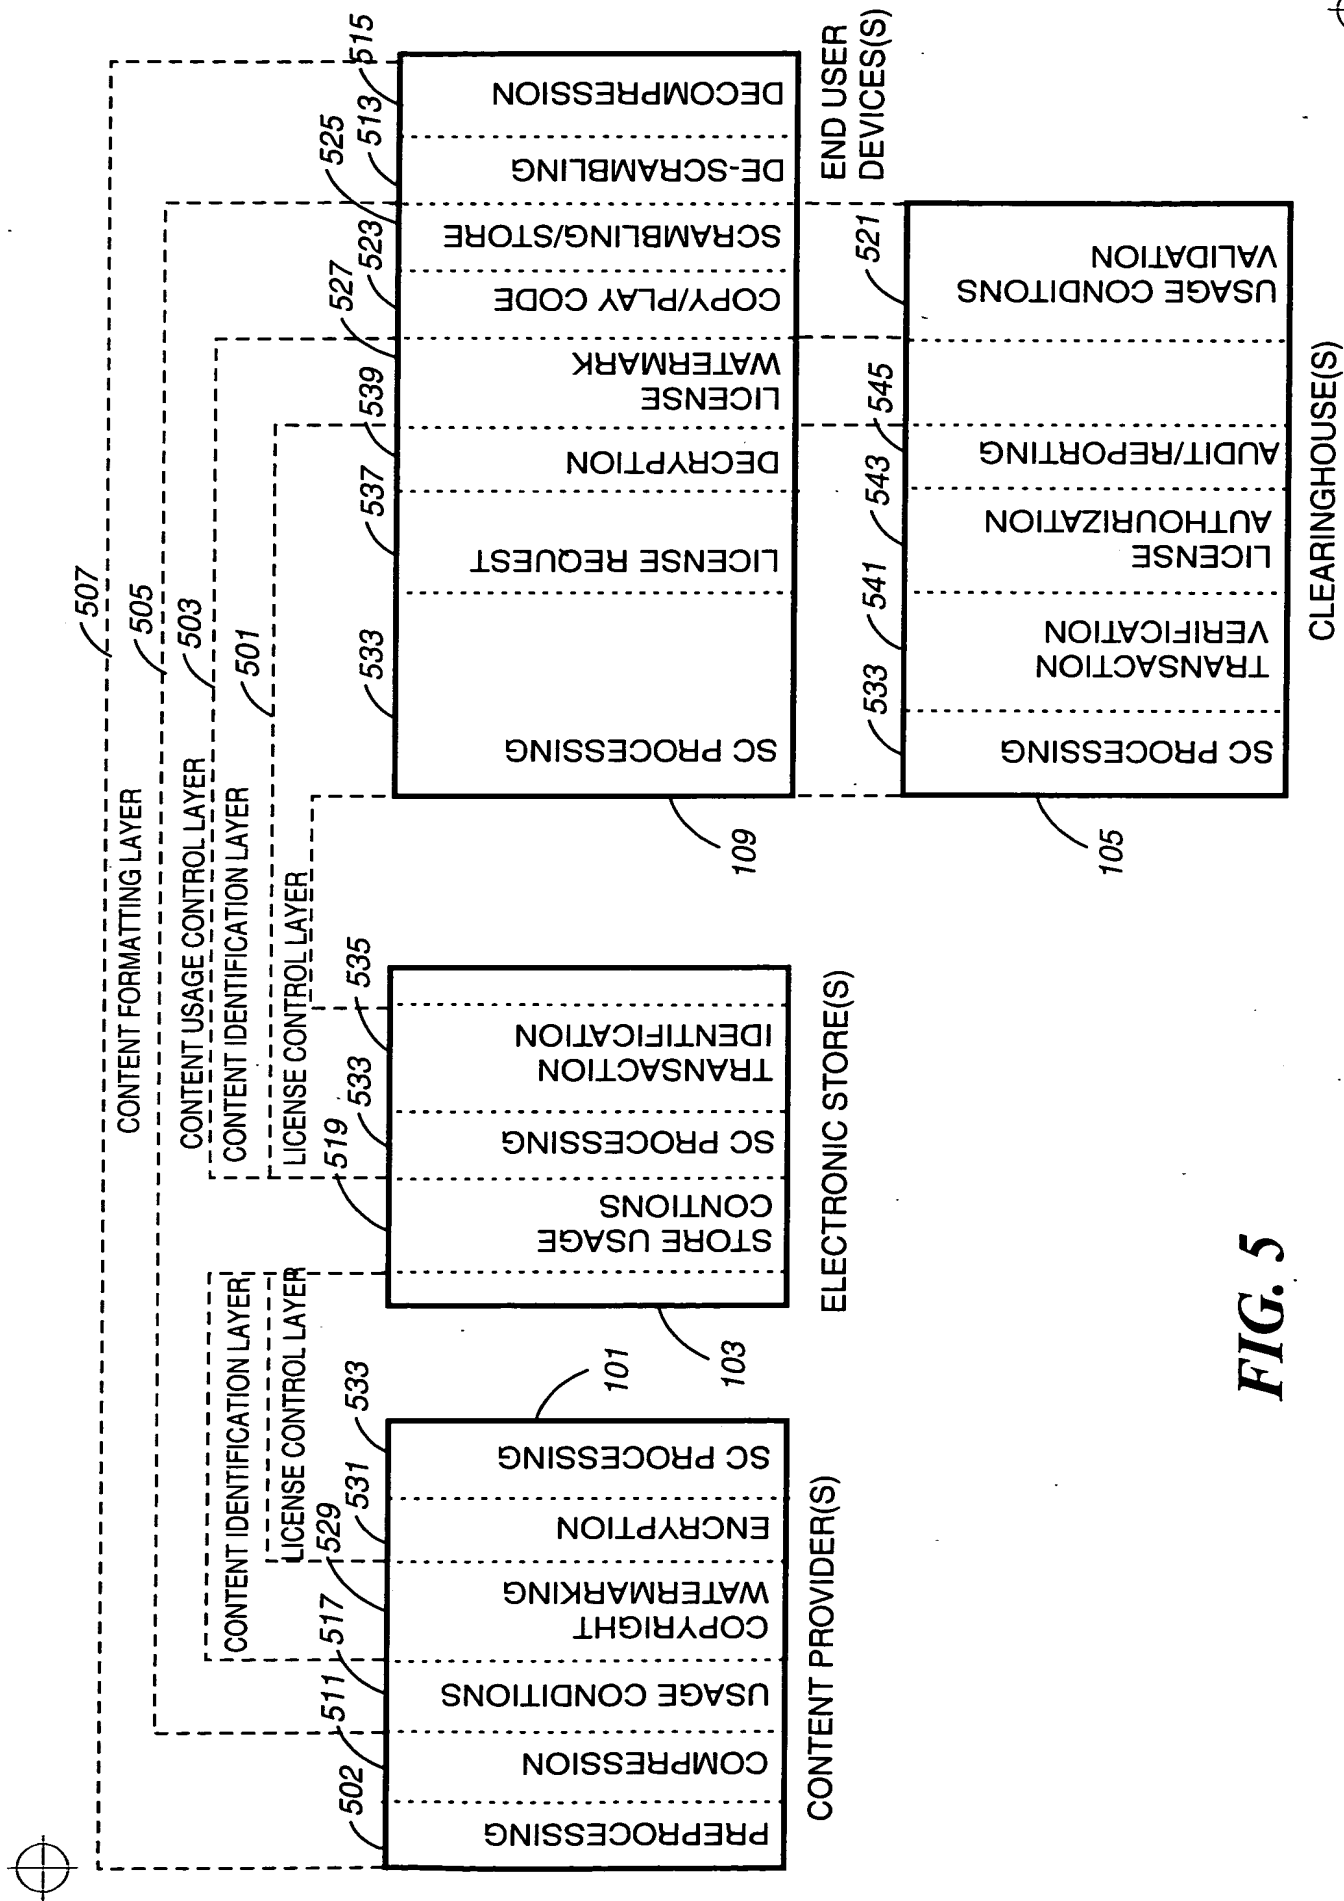 507
CONTENT FORMATTING LAYER
505
CONTENT USAGE CONTROL LAYER
503
CONTENT IDENTIFICATION LAYER
CONTENT IDENTIFICATION LAYER
501
LICENSE CONTROL LAYER
LICENSE CONTROL LAYER
502
511
517
529
531
533
PREPROCESSING
COMPRESSION
USAGE CONDITIONS
COPYRIGHT
WATERMARKING
ENCRYPTION
SC PROCESSING
101
CONTENT PROVIDER(S)
519
533
535
STORE USAGE
CONTIONS
SC PROCESSING
TRANSACTION
IDENTIFICATION
103
ELECTRONIC STORE(S)
533
537
539
527
523
525
513
515
SC PROCESSING
LICENSE REQUEST
DECRYPTION
LICENSE
WATERMARK
COPY/PLAY CODE
SCRAMBLING/STORE
DE-SCRAMBLING
DECOMPRESSION
109
END USER
DEVICES(S)
533
541
543
545
521
SC PROCESSING
TRANSACTION
VERIFICATION
LICENSE
AUTHOURIZATION
AUDIT/REPORTING
USAGE CONDITONS
VALIDATION
105
CLEARINGHOUSE(S)
FIG. 5